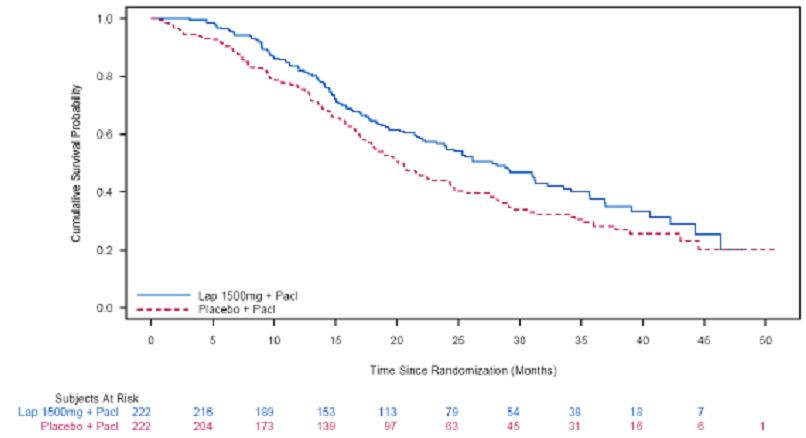 1.0
0.8
0.6
0.4
0.2
0.0
Cumulative Survival Probability
Lap 1500mg + Pacl
Placebo + Pacl
0 5 10 15 20 25 30 35 40 45 50
Time Since Randomization (Months)
Subjects At Risk
Lap 1500mg + Pacl 222 216 189 153 113 79 54 38 18 7
Placebo + Pacl 222 204 173 139 97 63 45 31 16 6 1